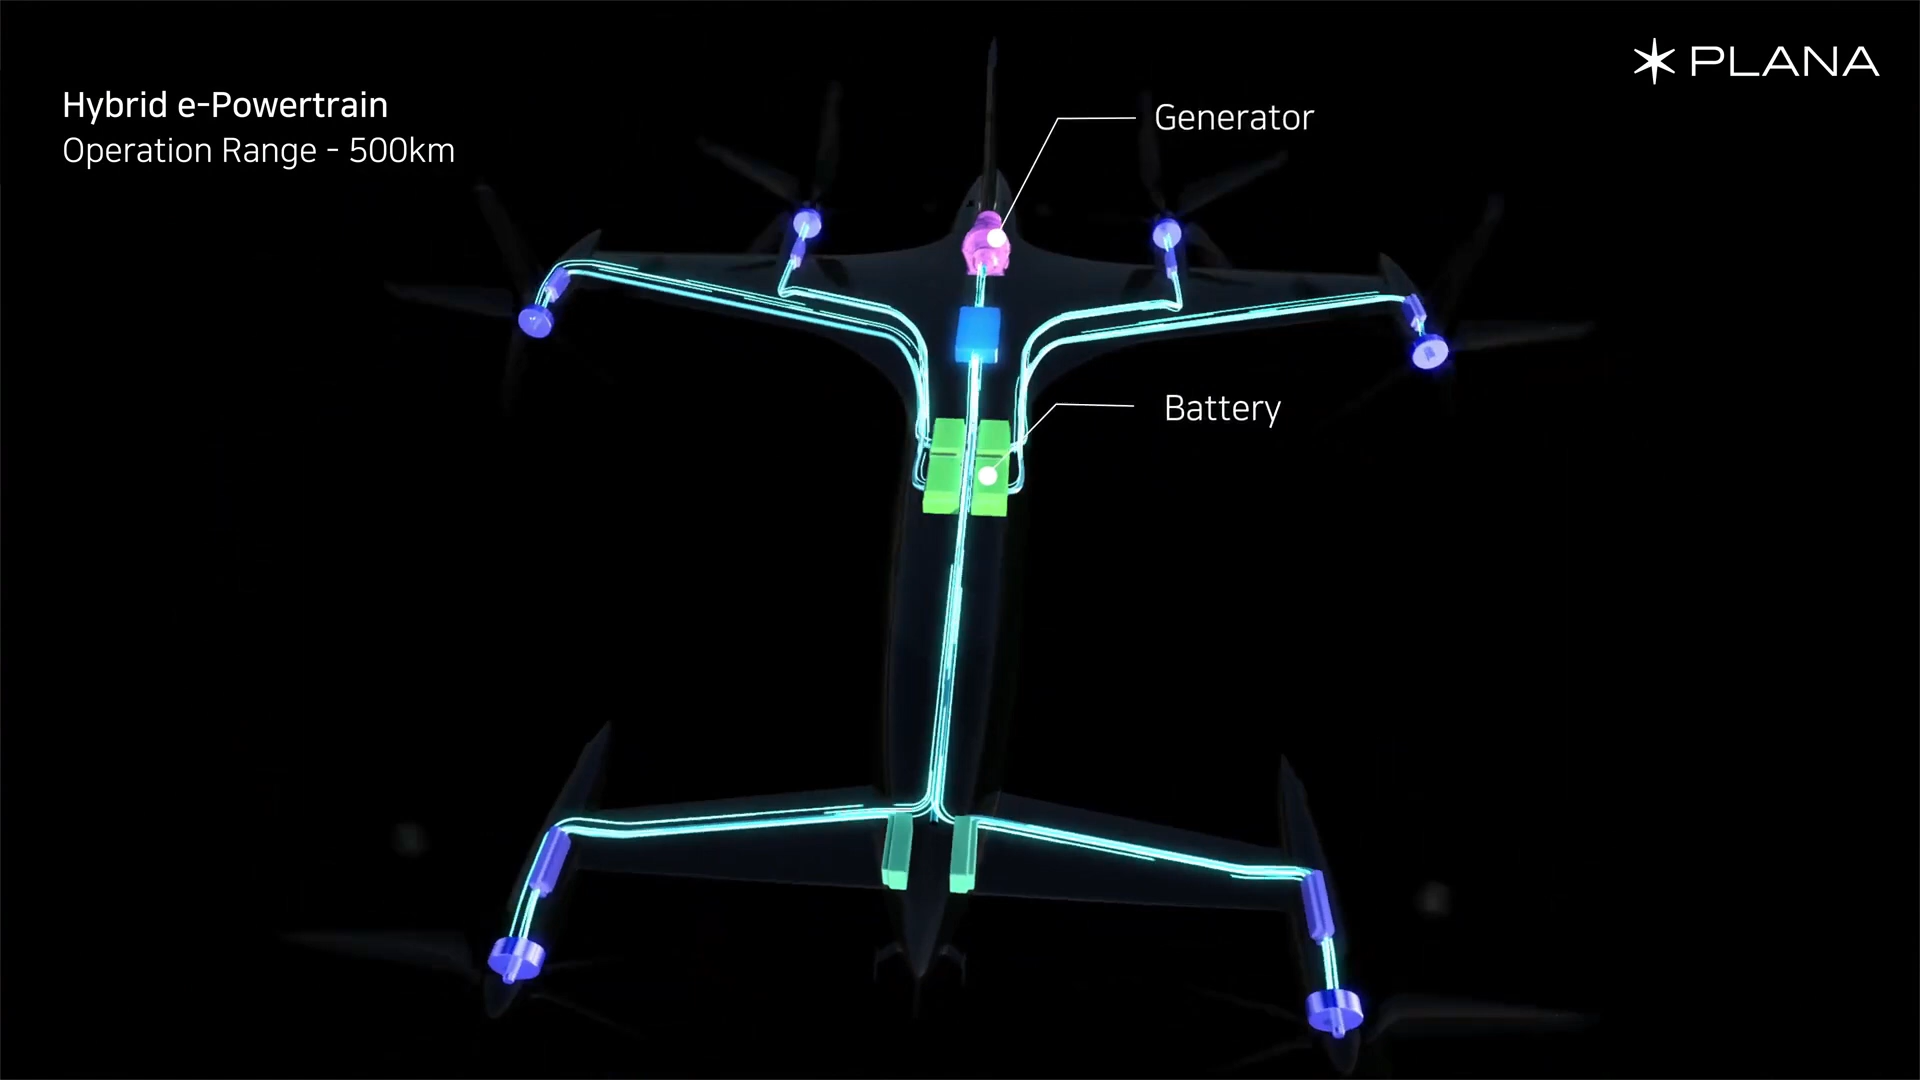 Hybrid e-Powertrain
Operation Range - 500km
PLANA
Generator
Battery